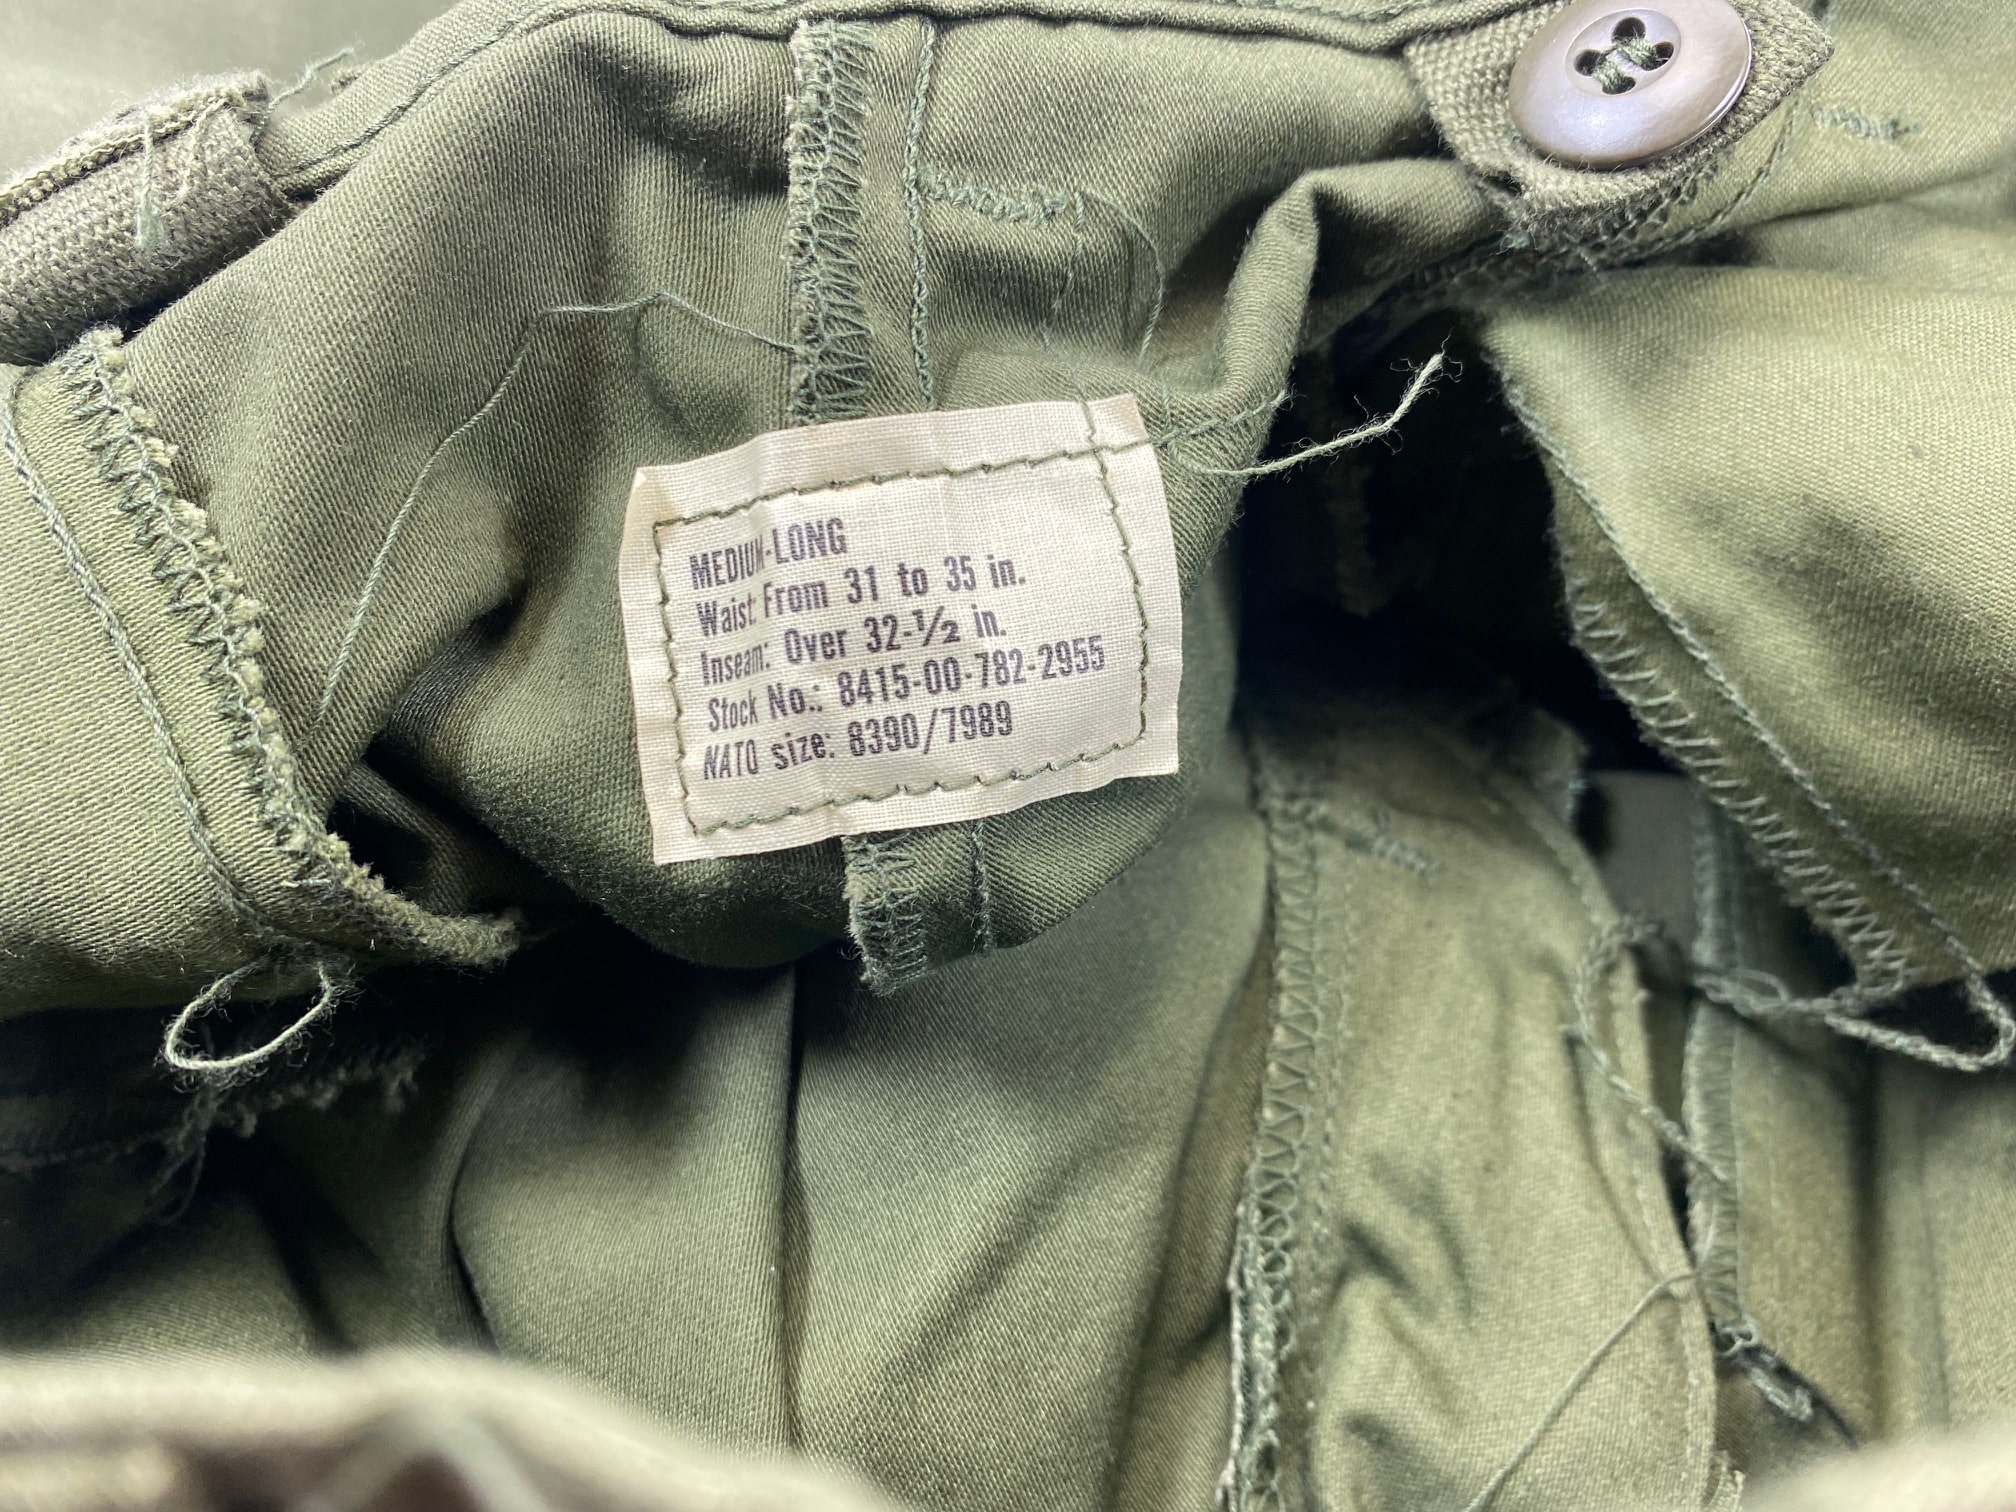 MEDIUM-LONG
Waist: From 31 to 35 in.
Inseam: Over 32-½ in.
Stock No.: 8415-00-782-2955
NATO size: 8390/7989